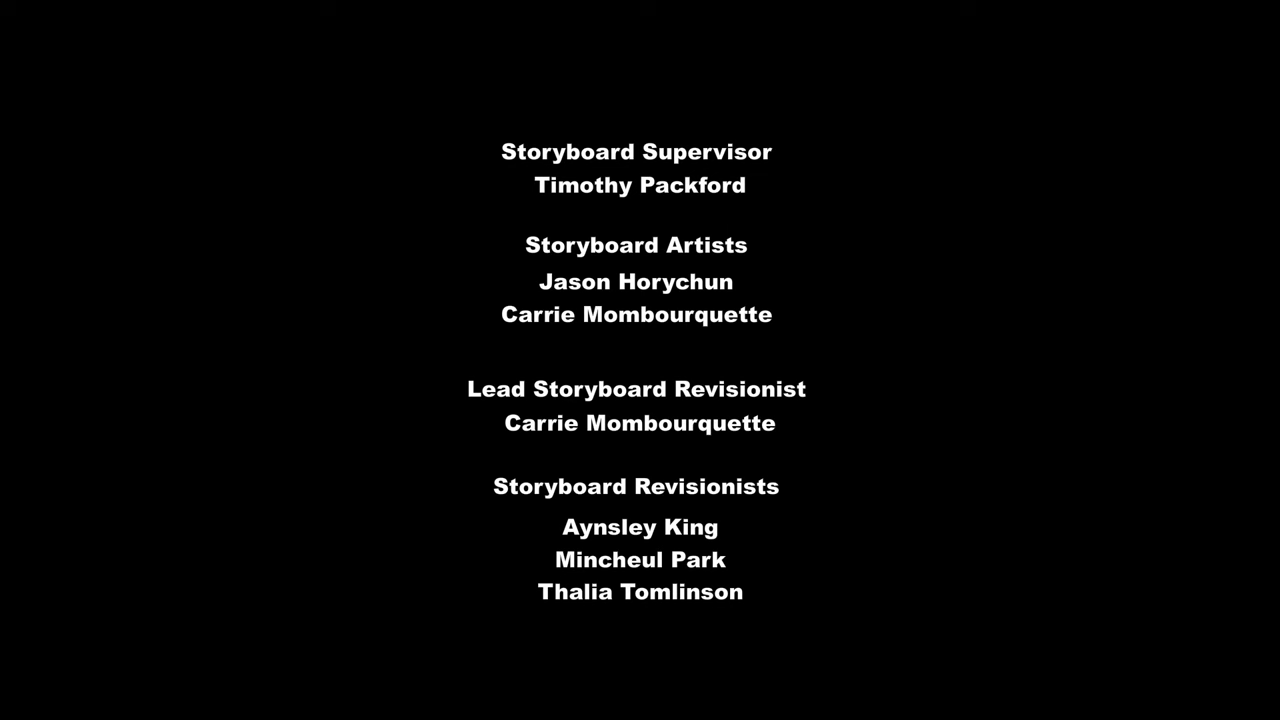 Storyboard Supervisor
Timothy Packford
Storyboard Artists
Jason Horychun
Carrie Mombourquette
Lead Storyboard Revisionist
Carrie Mombourquette
Storyboard Revisionists
Aynsley King
Mincheul Park
Thalia Tomlinson